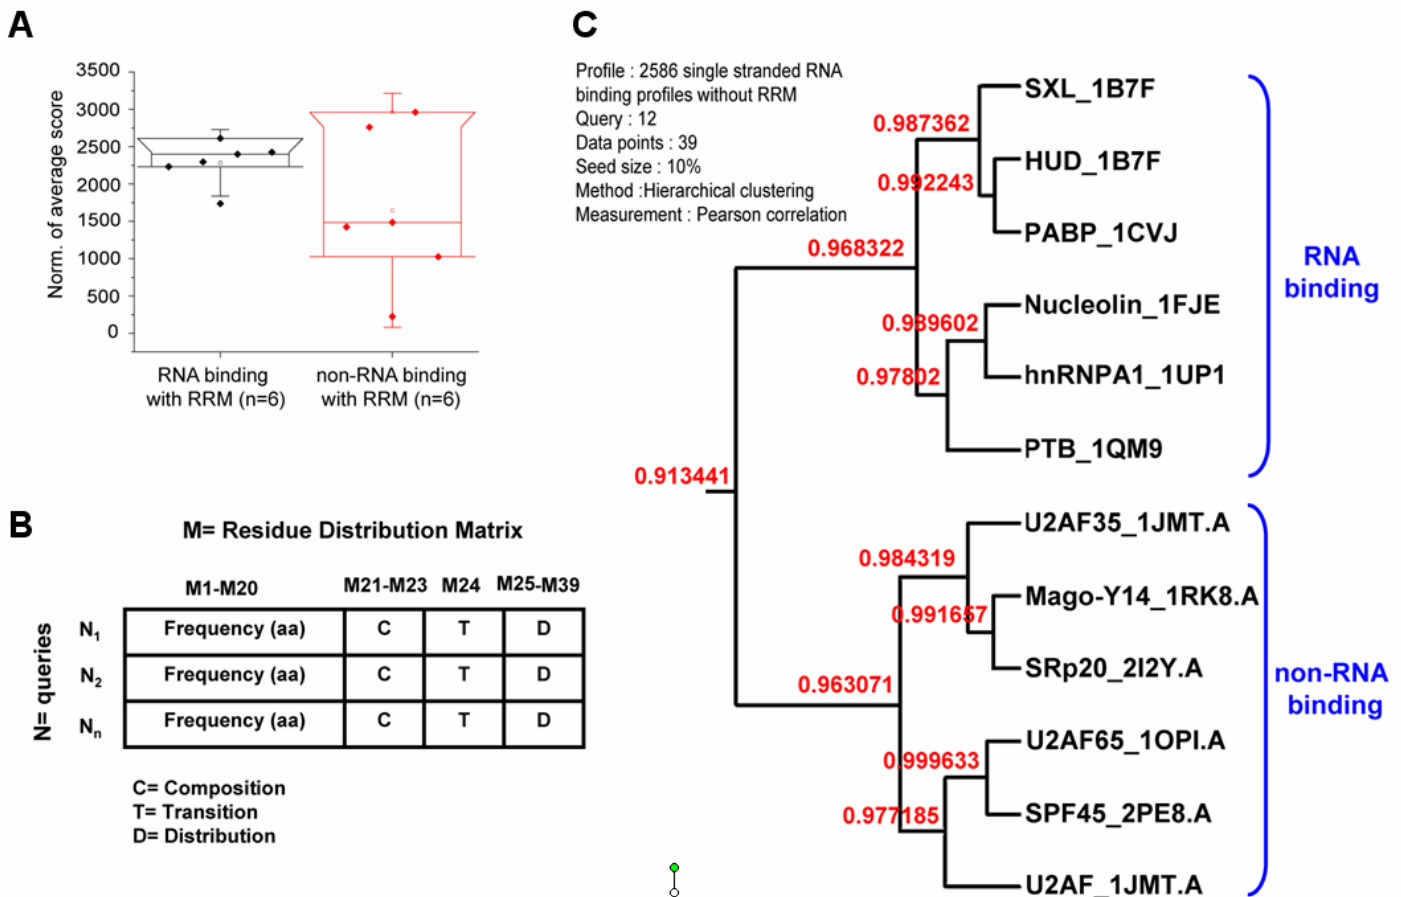 A
3500
3000
2500
2000
1500
1000
500
0
Norm. of average score
RNA binding
with RRM (n=6)
non-RNA binding
with RRM (n=6)
B
M= Residue Distribution Matrix
M1-M20 M21-M23 M24 M25-M39
N= queries
N1 Frequency (aa) C T D
N2 Frequency (aa) C T D
Nn Frequency (aa) C T D
C= Composition
T= Transition
D= Distribution
C
Profile : 2586 single stranded RNA
binding profiles without RRM
Query : 12
Data points : 39
Seed size : 10%
Method :Hierarchical clustering
Measurement : Pearson correlation
SXL_1B7F
0.987362
HUD_1B7F
0.992243
PABP_1CVJ
0.968322
RNA
binding
Nucleolin_1FJE
0.989602
hnRNPA1_1UP1
0.97802
PTB_1QM9
0.913441
U2AF35_1JMT.A
0.984319
Mago-Y14_1RK8.A
0.991657
SRp20_2I2Y.A
0.963071
non-RNA
binding
U2AF65_1OPI.A
0.999633
SPF45_2PE8.A
0.977185
U2AF_1JMT.A